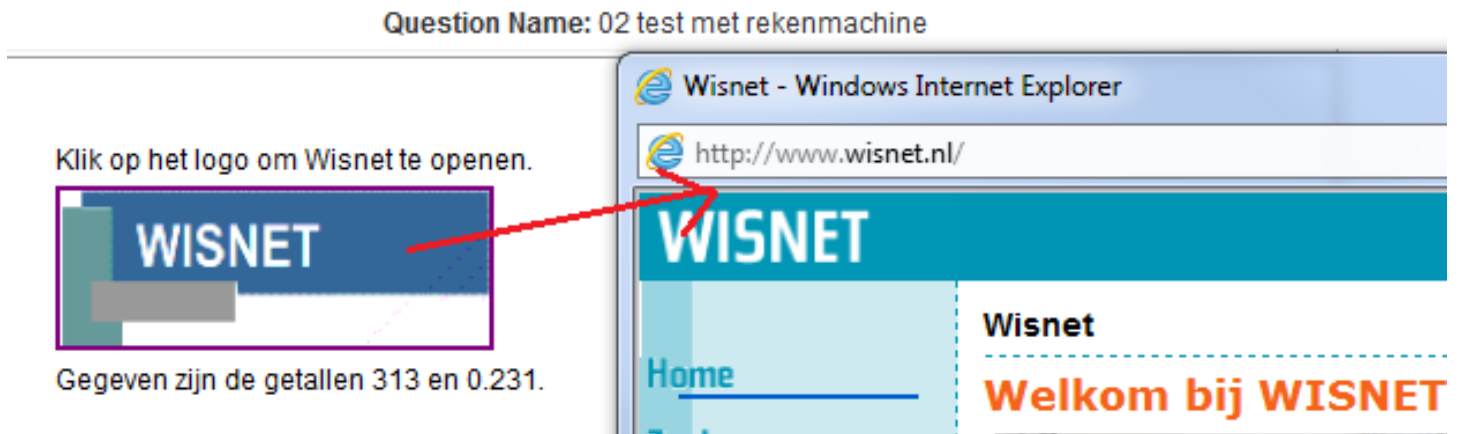 Question Name: 02 test met rekenmachine
Klik op het logo om Wisnet te openen.
WISNET
Gegeven zijn de getallen 313 en 0.231.
Wisnet - Windows Internet Explorer
http://www.wisnet.nl/
WISNET
Home
Wisnet
Welkom bij WISNET